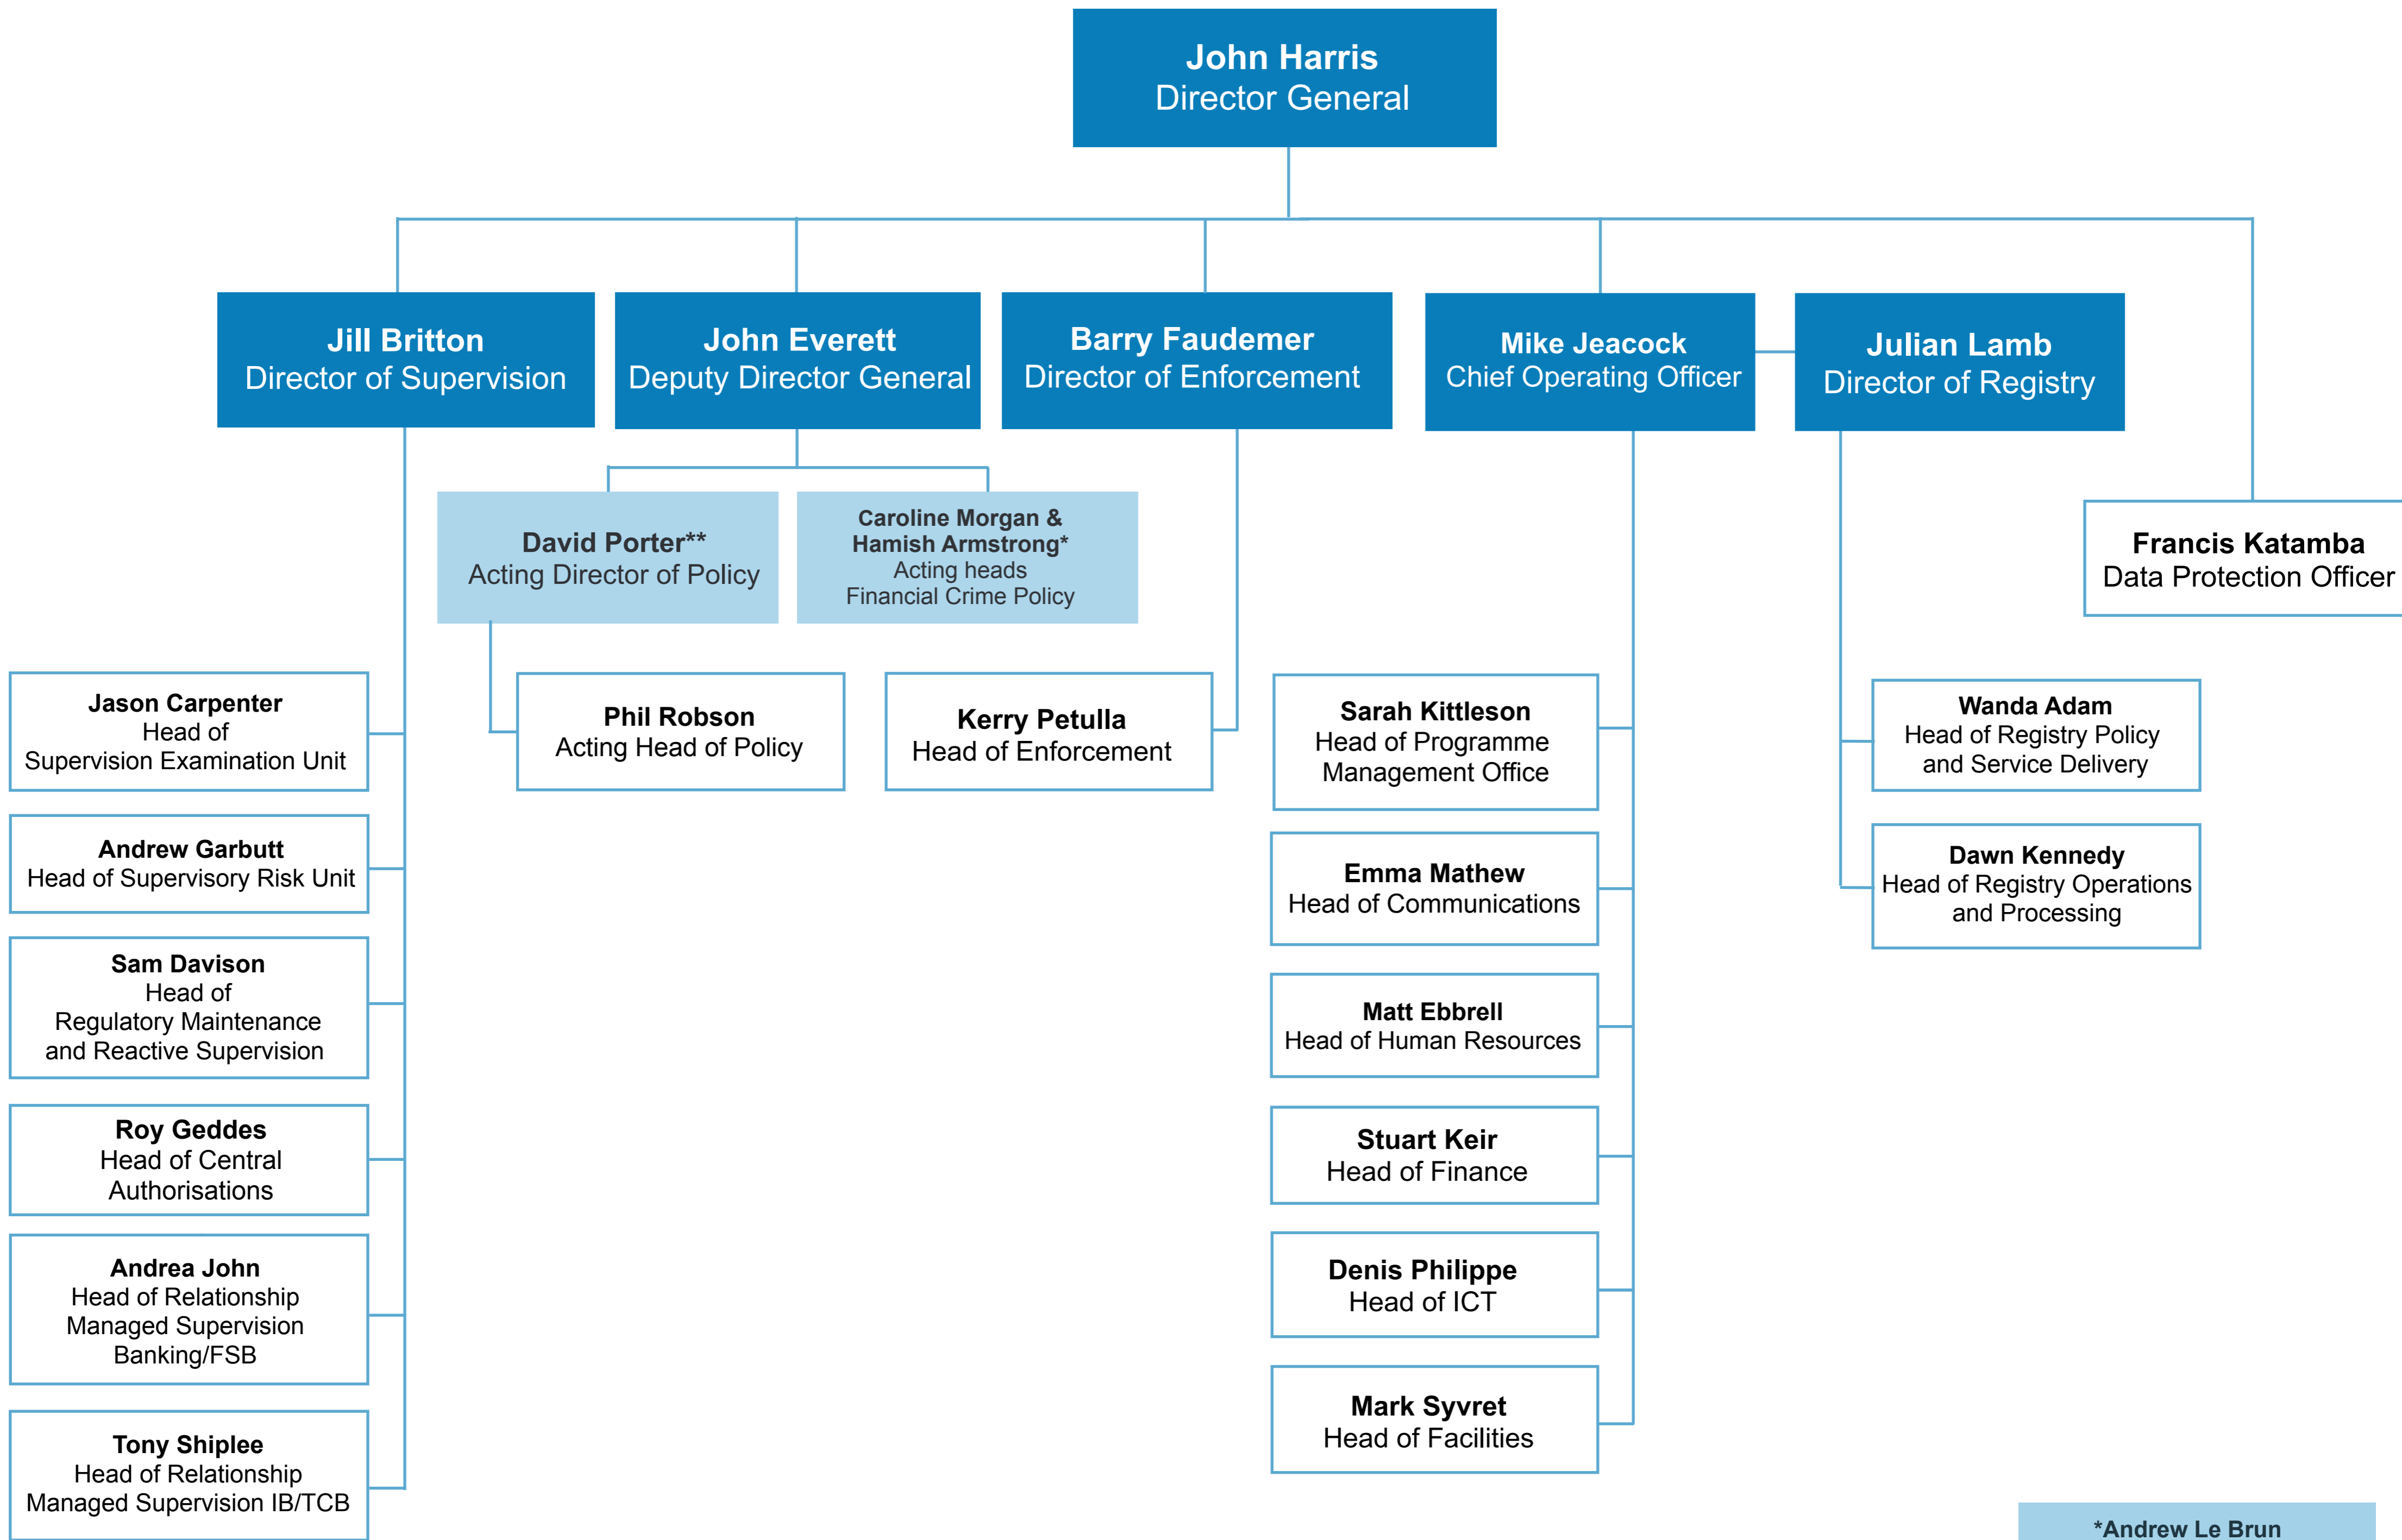 John Harris
Director General
Jill Britton
Director of Supervision
John Everett
Deputy Director General
Barry Faudemer
Director of Enforcement
Mike Jeacock
Chief Operating Officer
Julian Lamb
Director of Registry
David Porter**
Acting Director of Policy
Caroline Morgan &
Hamish Armstrong*
Acting heads
Financial Crime Policy
Francis Katamba
Data Protection Officer
Jason Carpenter
Head of
Supervision Examination Unit
Phil Robson
Acting Head of Policy
Kerry Petulla
Head of Enforcement
Sarah Kittleson
Head of Programme
Management Office
Wanda Adam
Head of Registry Policy
and Service Delivery
Andrew Garbutt
Head of Supervisory Risk Unit
Emma Mathew
Head of Communications
Dawn Kennedy
Head of Registry Operations
and Processing
Sam Davison
Head of
Regulatory Maintenance
and Reactive Supervision
Matt Ebbrell
Head of Human Resources
Roy Geddes
Head of Central
Authorisations
Stuart Keir
Head of Finance
Andrea John
Head of Relationship
Managed Supervision
Banking/FSB
Denis Philippe
Head of ICT
Tony Shiplee
Head of Relationship
Managed Supervision IB/TCB
Mark Syvret
Head of Facilities
*Andrew Le Brun